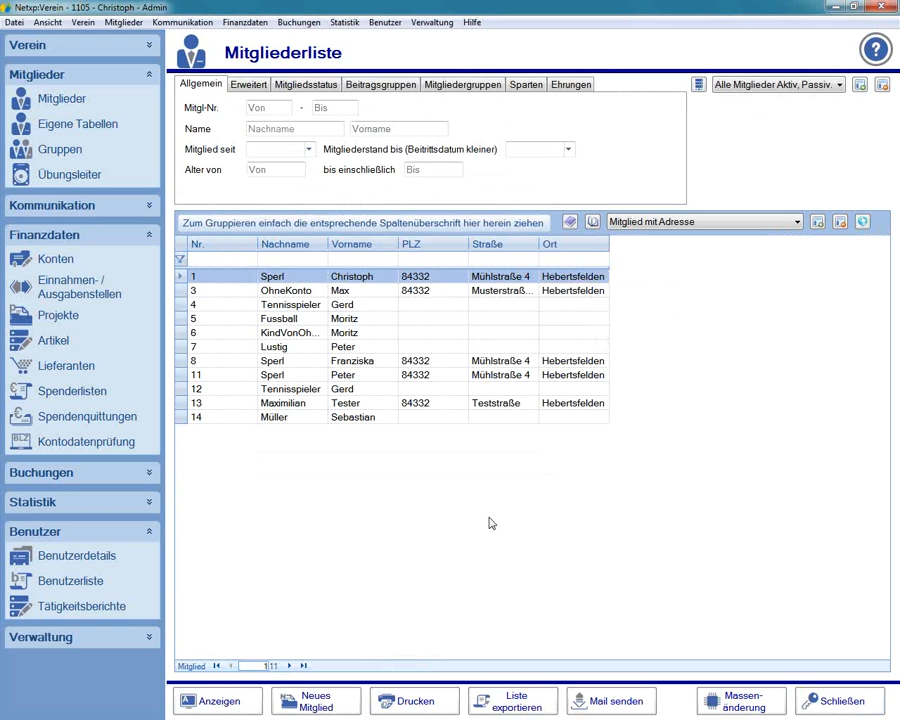 Netxp:Verein - 1105 - Christoph - Admin
Datei Ansicht Verein Mitglieder Kommunikation Finanzdaten Buchungen Statistik Benutzer Verwaltung Hilfe
Verein
Mitglieder
Mitglieder
Eigene Tabellen
Gruppen
Übungsleiter
Kommunikation
Finanzdaten
Konten
Einnahmen-/
Ausgabenstellen
Projekte
Artikel
Lieferanten
Spenderlisten
Spendenquittungen
BLZ Kontodatenprüfung
Buchungen
Statistik
Benutzer
Benutzerdetails
Benutzerliste
Tätigkeitsberichte
Verwaltung
Mitgliederliste
?
Allgemein Erweitert Mitgliedsstatus Beitragsgruppen Mitgliedergruppen Sparten Ehrungen
Alle Mitglieder Aktiv, Passiv.
Mitgl-Nr. Von - Bis
Name Nachname Vorname
Mitglied seit Mitgliederstand bis (Beitrittsdatum kleiner)
Alter von Von bis einschließlich Bis
Zum Gruppieren einfach die entsprechende Spaltenüberschrift hier herein ziehen
Mitglied mit Adresse
Nr. Nachname Vorname PLZ Straße Ort
1 Sperl Christoph 84332 Mühlstraße 4 Hebertsfelden
3 OhneKonto Max 84332 Musterstraß... Hebertsfelden
4 Tennisspieler Gerd
5 Fussball Moritz
6 KindVonOh... Moritz
7 Lustig Peter
8 Sperl Franziska 84332 Mühlstraße 4 Hebertsfelden
11 Sperl Peter 84332 Mühlstraße 4 Hebertsfelden
12 Tennisspieler Gerd
13 Maximilian Tester 84332 Teststraße Hebertsfelden
14 Müller Sebastian
Mitglied 1 11
Anzeigen
Neues
Mitglied
Drucken
Liste
exportieren
Mail senden
Massen-
änderung
Schließen